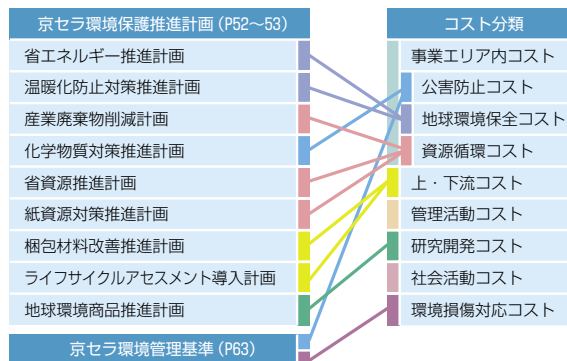 京セラ環境保護推進計画(P52～53)
省エネルギー推進計画
温暖化防止対策推進計画
産業廃棄物削減計画
化学物質対策推進計画
省資源推進計画
紙資源対策推進計画
梱包材料改善推進計画
ライフサイクルアセスメント導入計画
地球環境商品推進計画
京セラ環境管理基準(P63)
コスト分類
事業エリア内コスト
公害防止コスト
地球環境保全コスト
資源循環コスト
上・下流コスト
管理活動コスト
研究開発コスト
社会活動コスト
環境損傷対応コスト